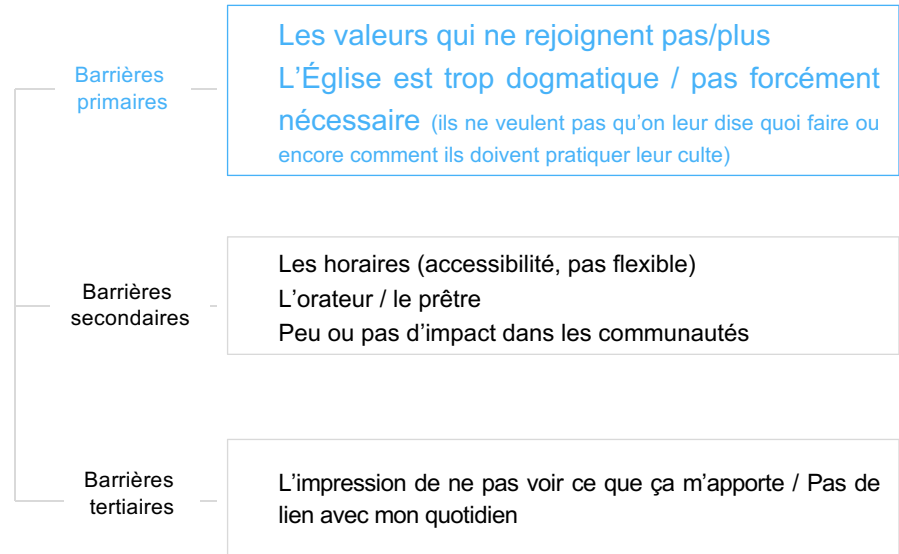 Barrières
primaires
Les valeurs qui ne rejoignent pas/plus
L’Église est trop dogmatique / pas forcément
nécessaire (ils ne veulent pas qu’on leur dise quoi faire ou
encore comment ils doivent pratiquer leur culte)
Barrières
secondaires
Les horaires (accessibilité, pas flexible)
L’orateur / le prêtre
Peu ou pas d’impact dans les communautés
Barrières
tertiaires
L’impression de ne pas voir ce que ça m’apporte / Pas de
lien avec mon quotidien